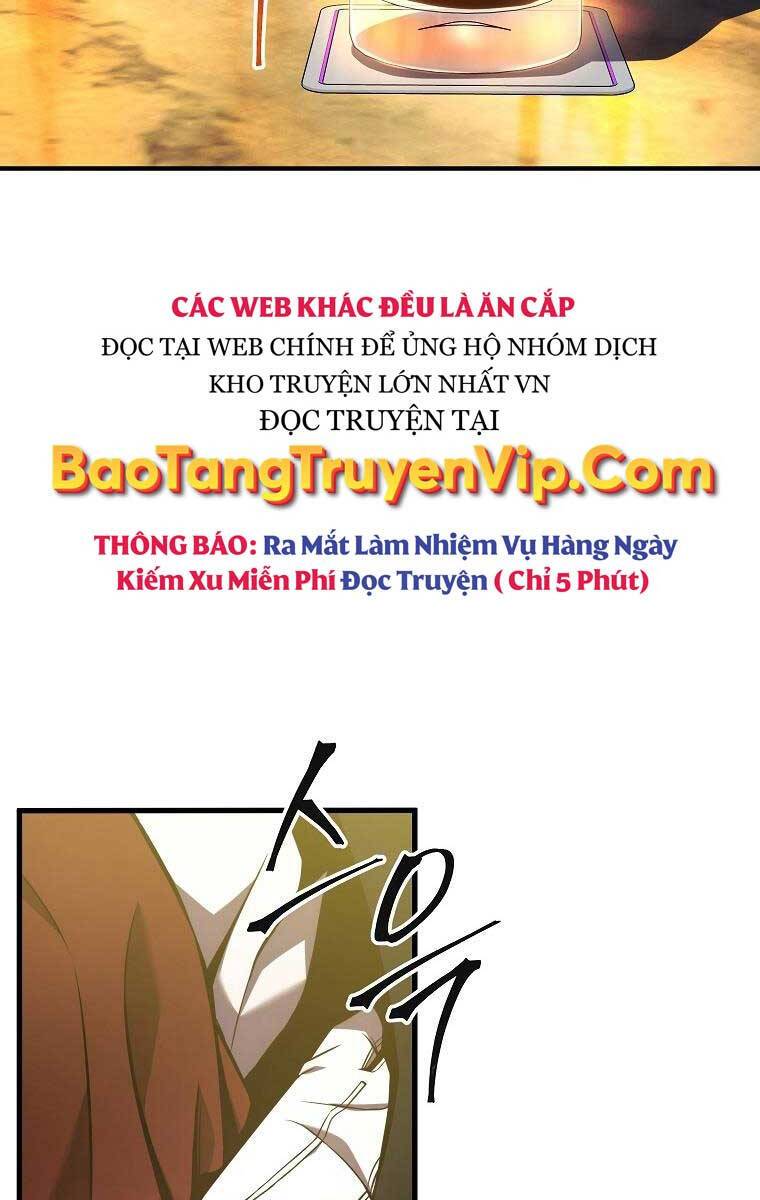 CÁC WEB KHÁC ĐỀU LÀ ĂN CẮP
ĐỌC TẠI WEB CHÍNH ĐỂ ỦNG HỘ NHÓM DỊCH
KHO TRUYỆN LỚN NHẤT VN
ĐỌC TRUYỆN TẠI
BaoTangTruyenVip.Com
THÔNG BÁO: Ra Mắt Làm Nhiệm Vụ Hàng Ngày
Kiếm Xu Miễn Phí Đọc Truyện ( Chỉ 5 Phút)
스윽